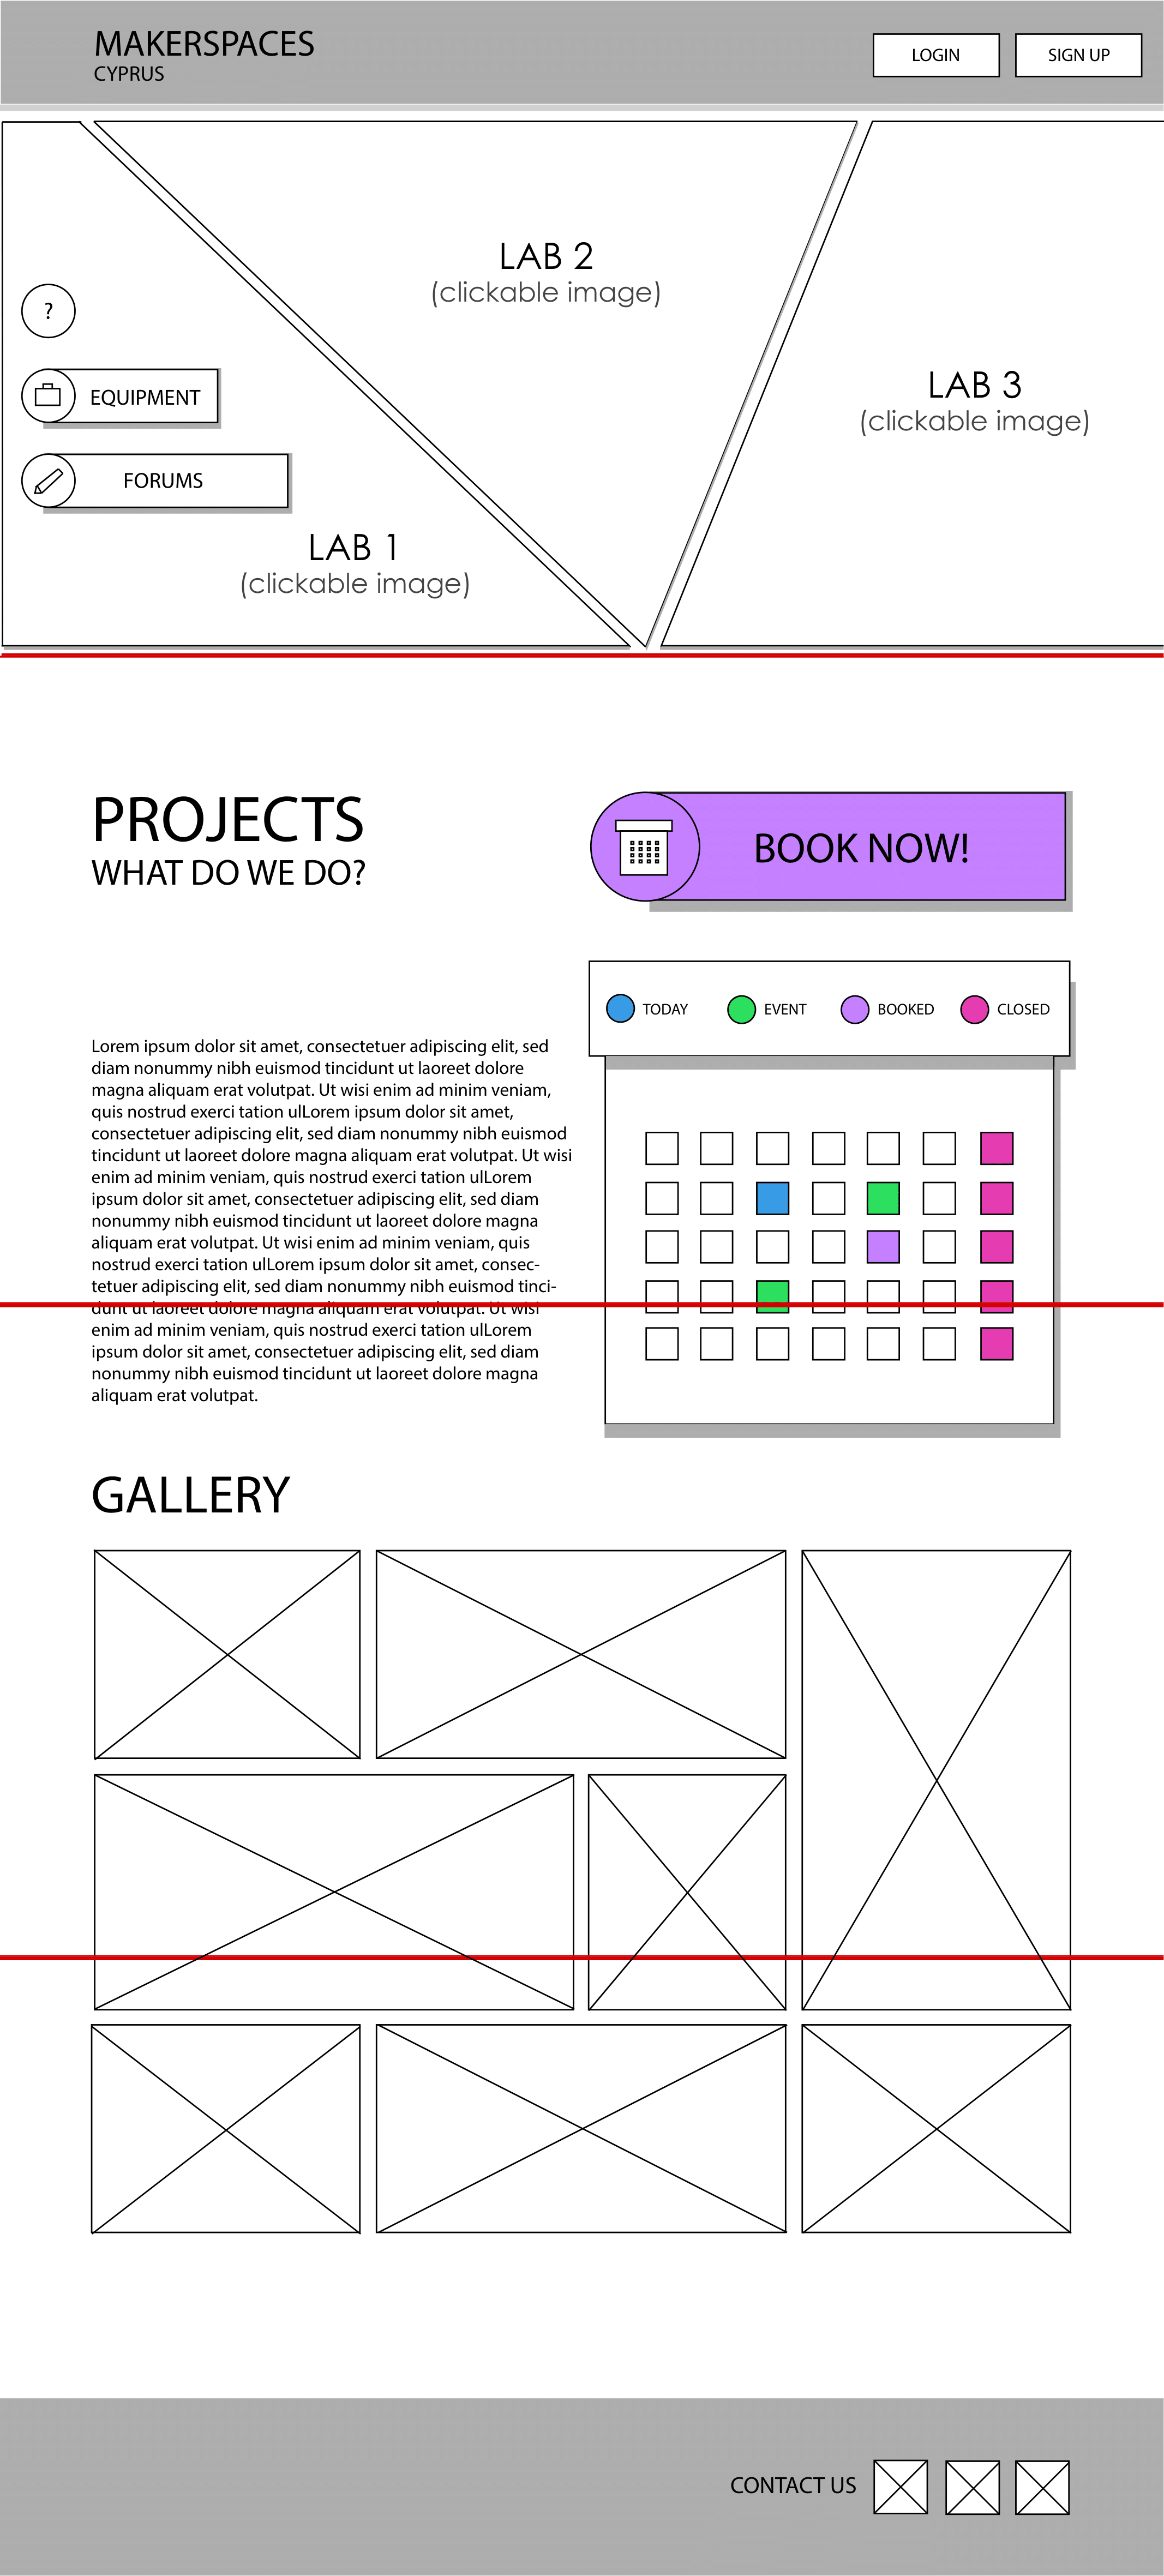 MAKERSPACES
CYPRUS
LOGIN
SIGN UP
LAB 2
(clickable image)
?
LAB 3
(clickable image)
EQUIPMENT
FORUMS
LAB 1
(clickable image)
PROJECTS
WHAT DO WE DO?
BOOK NOW!
TODAY
EVENT
BOOKED
CLOSED
Lorem ipsum dolor sit amet, consectetuer adipiscing elit, sed
diam nonummy nibh euismod tincidunt ut laoreet dolore
magna aliquam erat volutpat. Ut wisi enim ad minim veniam,
quis nostrud exerci tation ulLorem ipsum dolor sit amet,
consectetuer adipiscing elit, sed diam nonummy nibh euismod
tincidunt ut laoreet dolore magna aliquam erat volutpat. Ut wisi
enim ad minim veniam, quis nostrud exerci tation ulLorem
ipsum dolor sit amet, consectetuer adipiscing elit, sed diam
nonummy nibh euismod tincidunt ut laoreet dolore magna
aliquam erat volutpat. Ut wisi enim ad minim veniam, quis
nostrud exerci tation ulLorem ipsum dolor sit amet, consec-
tetuer adipiscing elit, sed diam nonummy nibh euismod tinci-
dunt ut laoreet dolore magna aliquam erat volutpat. Ut wisi
enim ad minim veniam, quis nostrud exerci tation ulLorem
ipsum dolor sit amet, consectetuer adipiscing elit, sed diam
nonummy nibh euismod tincidunt ut laoreet dolore magna
aliquam erat volutpat.
GALLERY
CONTACT US